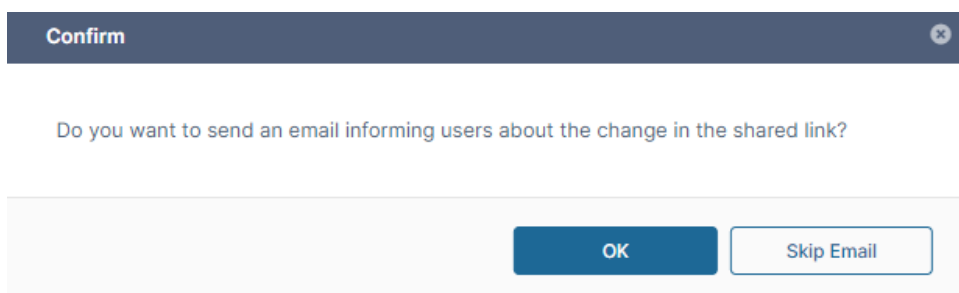 Confirm
Do you want to send an email informing users about the change in the shared link?
OK
Skip Email